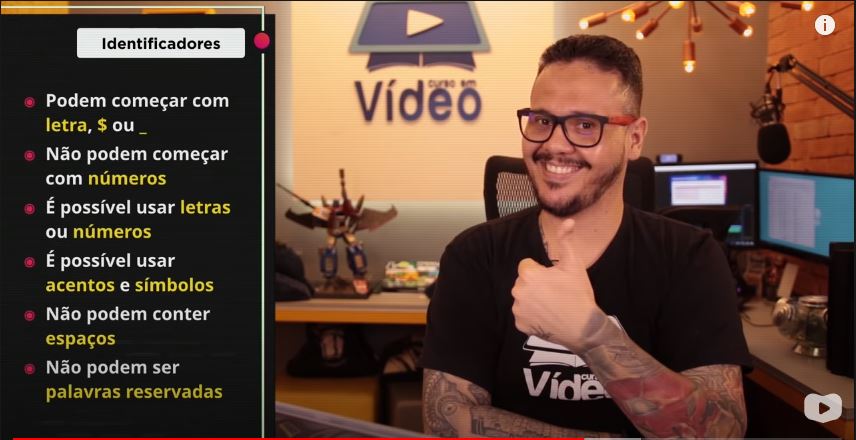 Identificadores
Podem começar com
letra, $ ou _
Não podem começar
com números
É possível usar letras
ou números
É possível usar
acentos e símbolos
Não podem conter
espaços
Não podem ser
palavras reservadas
curso em
Vídeo
curso
Vídeo